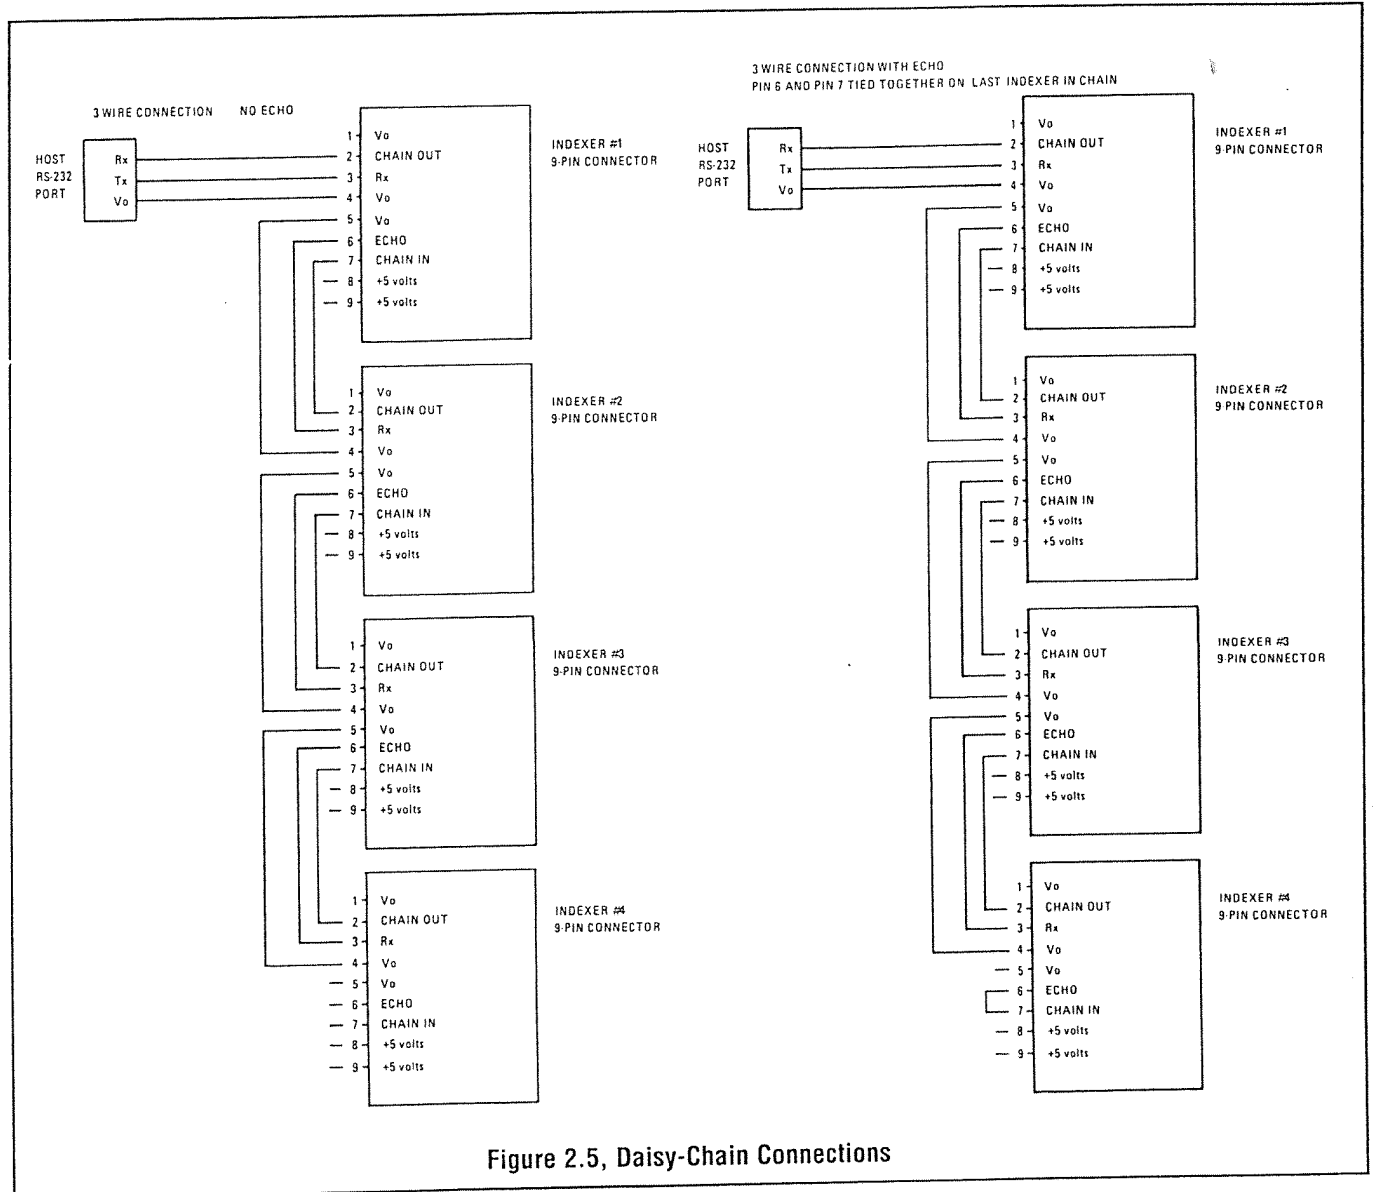 3 WIRE CONNECTION NO ECHO
HOST
RS-232
PORT
Rx
Tx
Vo
1 Vo
2 CHAIN OUT
3 Rx
4 Vo
5 Vo
6 ECHO
7 CHAIN IN
8 +5 volts
9 +5 volts
INDEXER #1
9-PIN CONNECTOR
1 Vo
2 CHAIN OUT
3 Rx
4 Vo
5 Vo
6 ECHO
7 CHAIN IN
8 +5 volts
9 +5 volts
INDEXER #2
9-PIN CONNECTOR
1 Vo
2 CHAIN OUT
3 Rx
4 Vo
5 Vo
6 ECHO
7 CHAIN IN
8 +5 volts
9 +5 volts
INDEXER #3
9-PIN CONNECTOR
1 Vo
2 CHAIN OUT
3 Rx
4 Vo
5 Vo
6 ECHO
7 CHAIN IN
8 +5 volts
9 +5 volts
INDEXER #4
9-PIN CONNECTOR
3 WIRE CONNECTION WITH ECHO
PIN 6 AND PIN 7 TIED TOGETHER ON LAST INDEXER IN CHAIN
HOST
RS-232
PORT
Rx
Tx
Vo
1 Vo
2 CHAIN OUT
3 Rx
4 Vo
5 Vo
6 ECHO
7 CHAIN IN
8 +5 volts
9 +5 volts
INDEXER #1
9-PIN CONNECTOR
1 Vo
2 CHAIN OUT
3 Rx
4 Vo
5 Vo
6 ECHO
7 CHAIN IN
8 +5 volts
9 +5 volts
INDEXER #2
9-PIN CONNECTOR
1 Vo
2 CHAIN OUT
3 Rx
4 Vo
5 Vo
6 ECHO
7 CHAIN IN
8 +5 volts
9 +5 volts
INDEXER #3
9-PIN CONNECTOR
1 Vo
2 CHAIN OUT
3 Rx
4 Vo
5 Vo
6 ECHO
7 CHAIN IN
8 +5 volts
9 +5 volts
INDEXER #4
9-PIN CONNECTOR
Figure 2.5, Daisy-Chain Connections